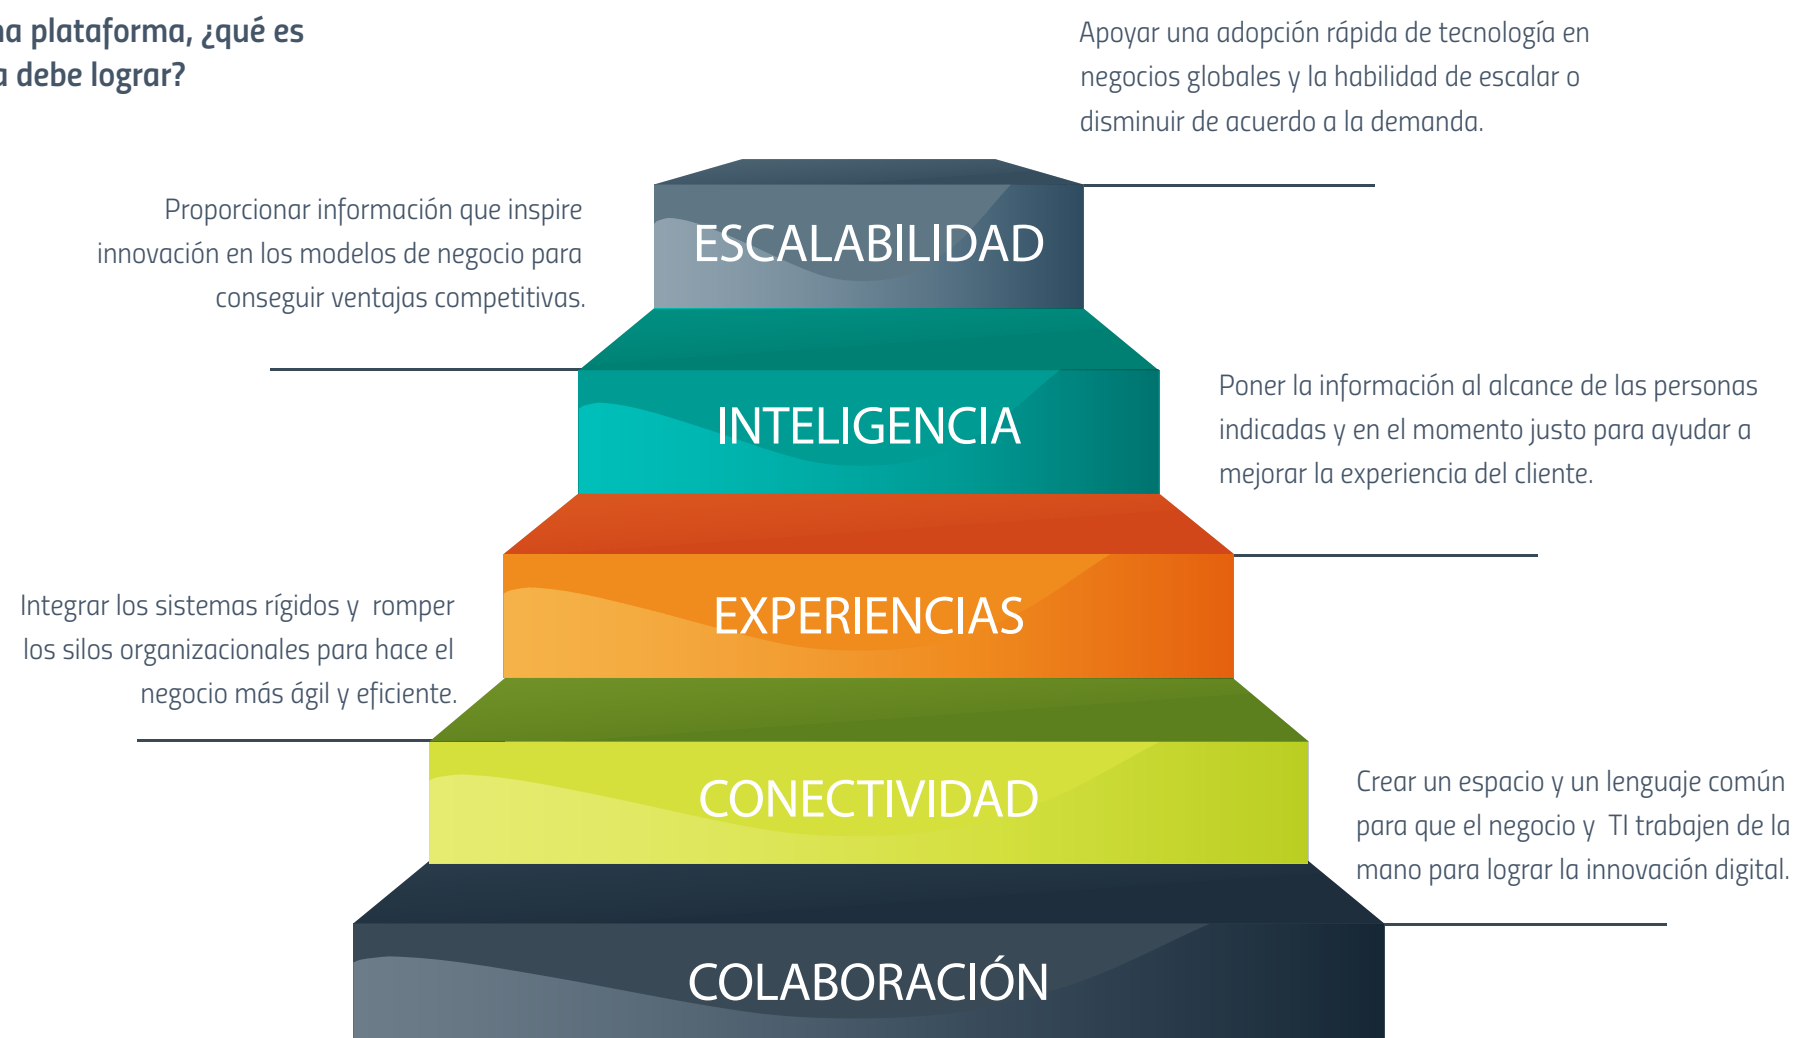 plataforma, ¿qué es
debe lograr?
Apoyar una adopción rápida de tecnología en
negocios globales y la habilidad de escalar o
disminuir de acuerdo a la demanda.
ESCALABILIDAD
Proporcionar información que inspire
innovación en los modelos de negocio para
conseguir ventajas competitivas.
INTELIGENCIA
Poner la información al alcance de las personas
indicadas y en el momento justo para ayudar a
mejorar la experiencia del cliente.
EXPERIENCIAS
Integrar los sistemas rígidos y romper
los silos organizacionales para hace el
negocio más ágil y eficiente.
CONECTIVIDAD
Crear un espacio y un lenguaje común
para que el negocio y TI trabajen de la
mano para lograr la innovación digital.
COLABORACIÓN